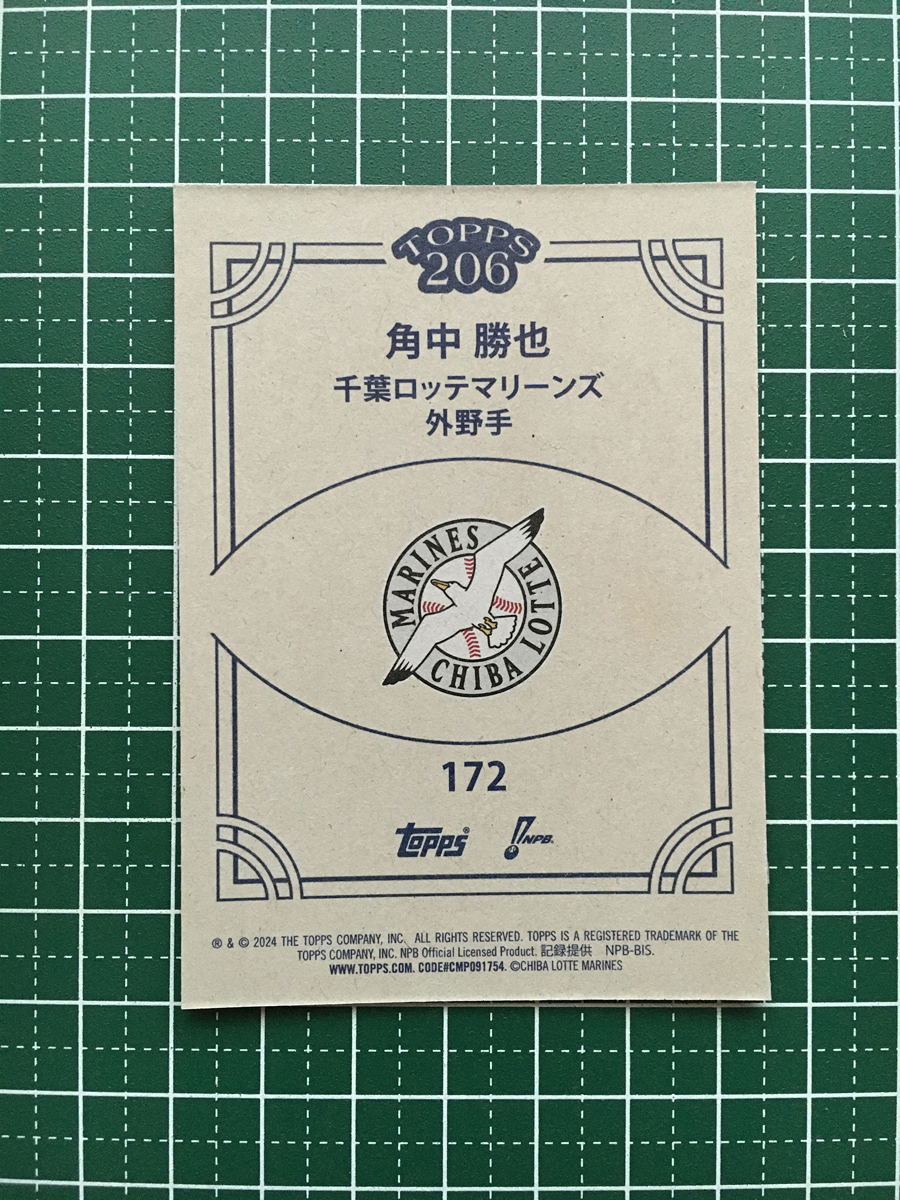 TOPPS
206
角中 勝也
千葉ロッテマリーンズ
外野手
MARINES
CHIBA LOTTE
172
topps®
NPB.
® & © 2024 THE TOPPS COMPANY, INC. ALL RIGHTS RESERVED. TOPPS IS A REGISTERED TRADEMARK OF THE
TOPPS COMPANY, INC. NPB Official Licensed Product. 記録提供 NPB-BIS.
WWW.TOPPS.COM. CODE#CMP091754. ©CHIBA LOTTE MARINES